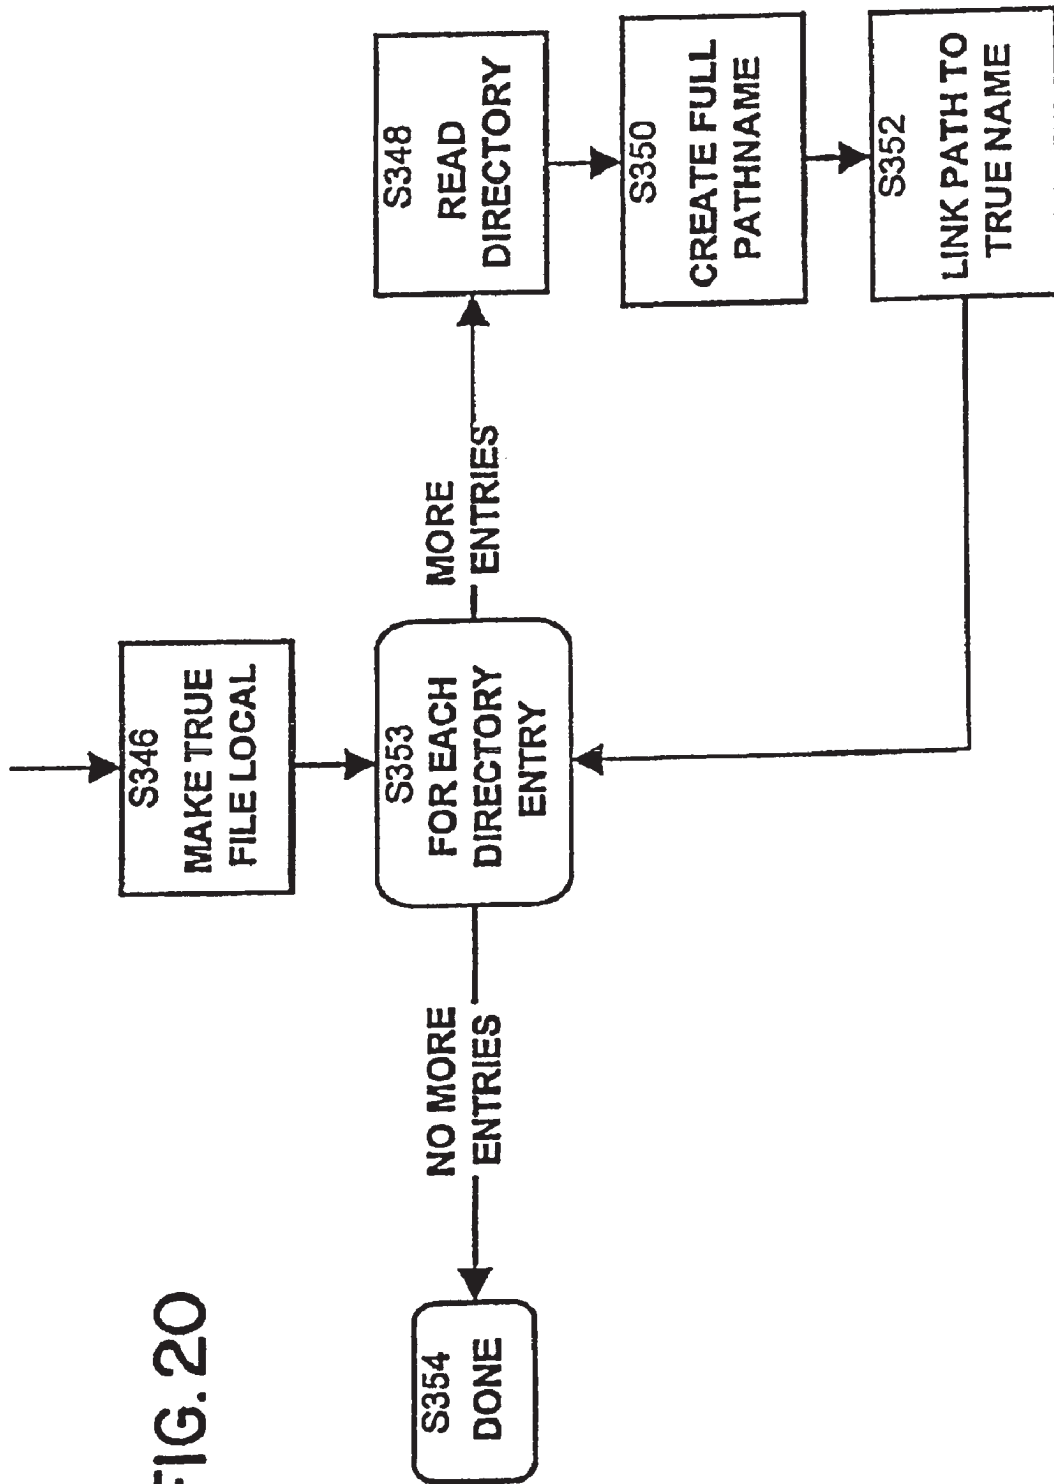 FIG. 20
S346
MAKE TRUE
FILE LOCAL
S353
FOR EACH
DIRECTORY
ENTRY
MORE
ENTRIES
S348
READ
DIRECTORY
S350
CREATE FULL
PATHNAME
S352
LINK PATH TO
TRUE NAME
NO MORE
ENTRIES
S354
DONE